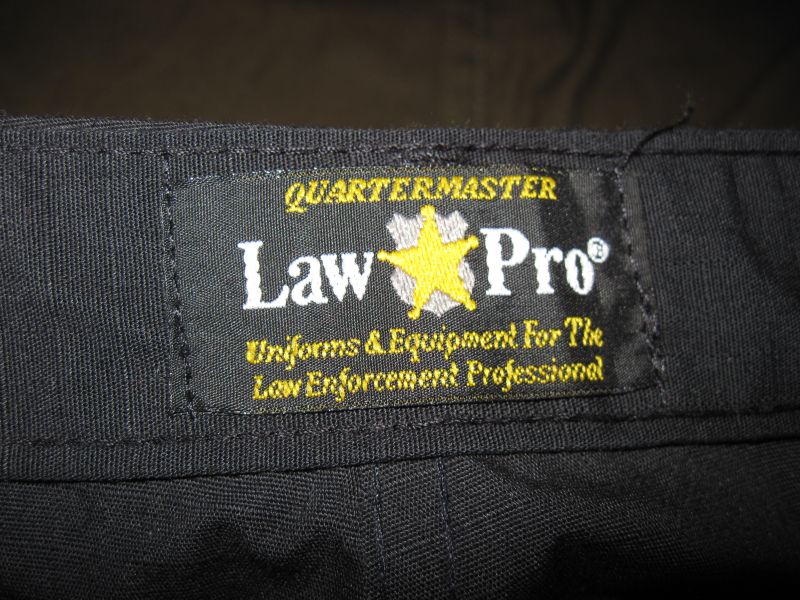 QUARTERMASTER
Law Pro®
Uniforms & Equipment For The
Law Enforcement Professional